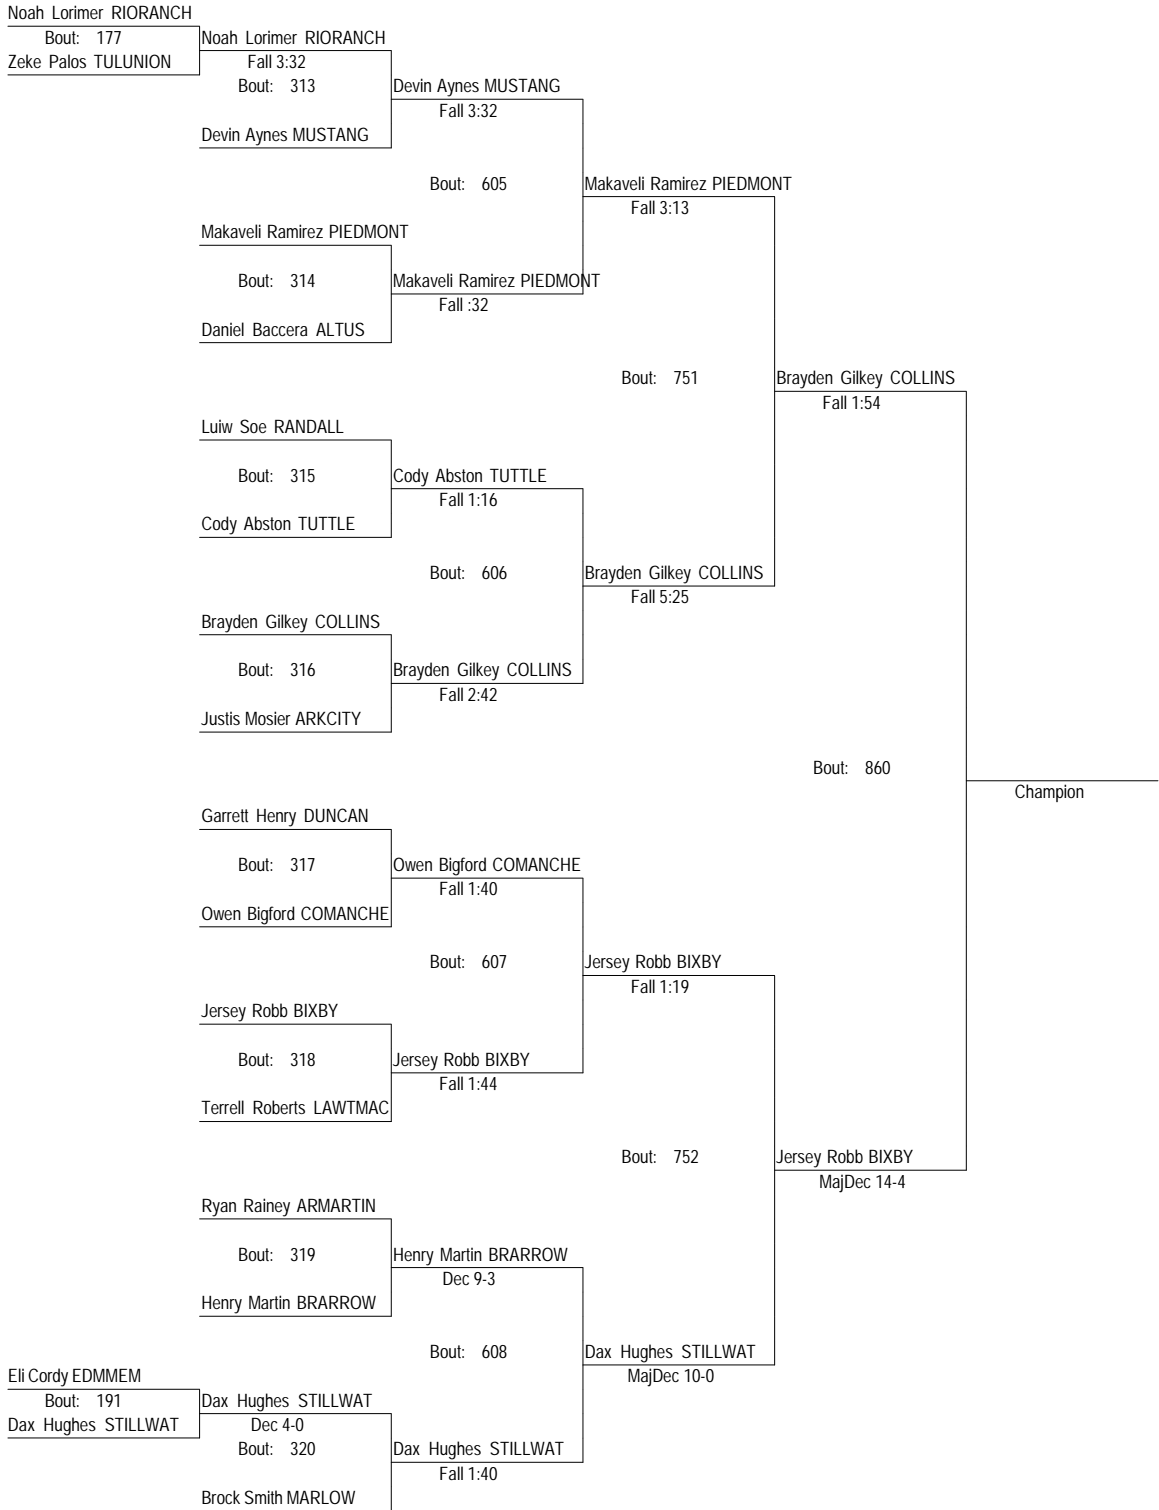 Noah Lorimer RIORANCH
Bout: 177
Noah Lorimer RIORANCH
Zeke Palos TULUNION
Fall 3:32
Bout: 313
Devin Aynes MUSTANG
Fall 3:32
Devin Aynes MUSTANG
Bout: 605
Makaveli Ramirez PIEDMONT
Fall 3:13
Makaveli Ramirez PIEDMONT
Bout: 314
Makaveli Ramirez PIEDMONT
Fall :32
Daniel Baccera ALTUS
Bout: 751
Brayden Gilkey COLLINS
Fall 1:54
Luiw Soe RANDALL
Bout: 315
Cody Abston TUTTLE
Fall 1:16
Cody Abston TUTTLE
Bout: 606
Brayden Gilkey COLLINS
Fall 5:25
Brayden Gilkey COLLINS
Bout: 316
Brayden Gilkey COLLINS
Fall 2:42
Justis Mosier ARKCITY
Bout: 860
Champion
Garrett Henry DUNCAN
Bout: 317
Owen Bigford COMANCHE
Fall 1:40
Owen Bigford COMANCHE
Bout: 607
Jersey Robb BIXBY
Fall 1:19
Jersey Robb BIXBY
Bout: 318
Jersey Robb BIXBY
Fall 1:44
Terrell Roberts LAWTMAC
Bout: 752
Jersey Robb BIXBY
MajDec 14-4
Ryan Rainey ARMARTIN
Bout: 319
Henry Martin BRARROW
Dec 9-3
Henry Martin BRARROW
Bout: 608
Dax Hughes STILLWAT
MajDec 10-0
Eli Cordy EDMMEM
Bout: 191
Dax Hughes STILLWAT
Dax Hughes STILLWAT
Dec 4-0
Bout: 320
Dax Hughes STILLWAT
Fall 1:40
Brock Smith MARLOW